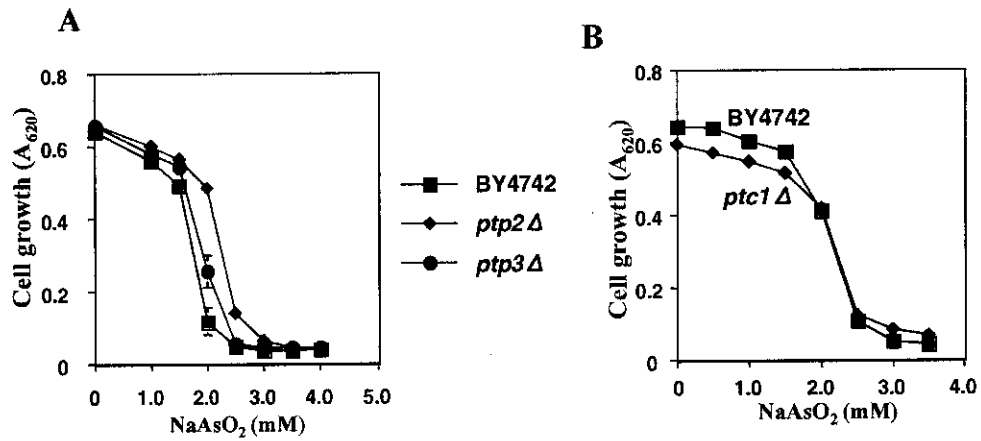 A
Cell growth (A620)
0.8
0.6
0.4
0.2
0
0 1.0 2.0 3.0 4.0 5.0
NaAsO2 (mM)
BY4742
ptp2Δ
ptp3Δ
B
Cell growth (A620)
0.8
0.6
0.4
0.2
0
BY4742
ptc1Δ
0 1.0 2.0 3.0 4.0
NaAsO2 (mM)